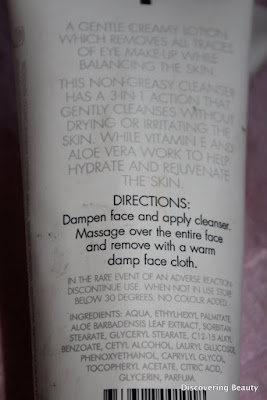 A GENTLE CREAMY LOTION
WHICH REMOVES ALL TRACES
OF EYE MAKE-UP WHILE
BALANCING THE SKIN.
THIS NON-GREASY CLEANSER
HAS A 3-IN-1 ACTION THAT
GENTLY CLEANSES WITHOUT
DRYING OR IRRITATING THE
SKIN. WHILE VITAMIN E AND
ALOE VERA WORK TO HELP
HYDRATE AND REJUVENATE
THE SKIN.
DIRECTIONS:
Dampen face and apply cleanser.
Massage over the entire face
and remove with a warm
damp face cloth.
IN THE RARE EVENT OF AN ADVERSE REACTION
DISCONTINUE USE. WHEN NOT IN USE STORE
BELOW 30 DEGREES. NO COLOUR ADDED.
INGREDIENTS: AQUA, ETHYLHEXYL PALMITATE,
ALOE BARBADENSIS LEAF EXTRACT, SORBITAN
STEARATE, GLYCERYL STEARATE, C12-15 ALKYL
BENZOATE, CETYL ALCOHOL, LAURYL GLUCOSIDE,
PHENOXYETHANOL, CAPRYLYL GLYCOL,
TOCOPHERYL ACETATE, CITRIC ACID,
GLYCERIN, PARFUM.
Discovering Beauty